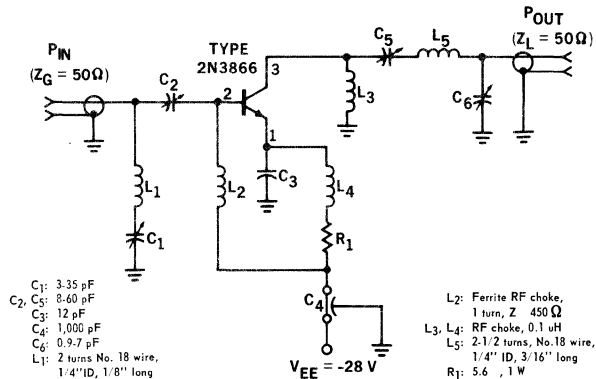 P_IN
(Z_G = 50Ω)
TYPE
2N3866
P_OUT
(Z_L = 50Ω)
C5
L5
3
C2
2
L3
C6
1
L1
L2
C3
L4
C1
R1
C4
V_EE = -28 V
C1: 3-35 pF
C2, C5: 8-60 pF
C3: 12 pF
C4: 1,000 pF
C6: 0.9-7 pF
L1: 2 turns No. 18 wire,
1/4"ID, 1/8" long
L2: Ferrite RF choke,
1 turn, Z 450 Ω
L3, L4: RF choke, 0.1 uH
L5: 2-1/2 turns, No.18 wire,
1/4" ID, 3/16" long
R1: 5.6 , 1 W